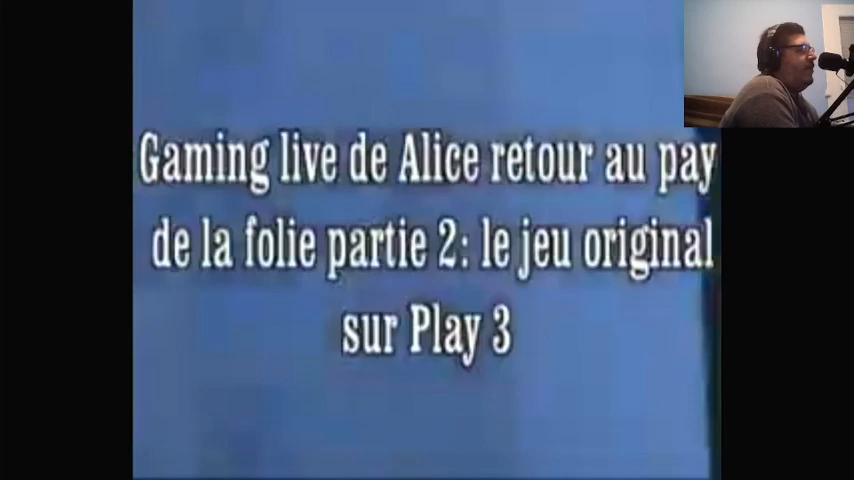 Gaming live de Alice retour au pay
de la folie partie 2: le jeu original
sur Play 3